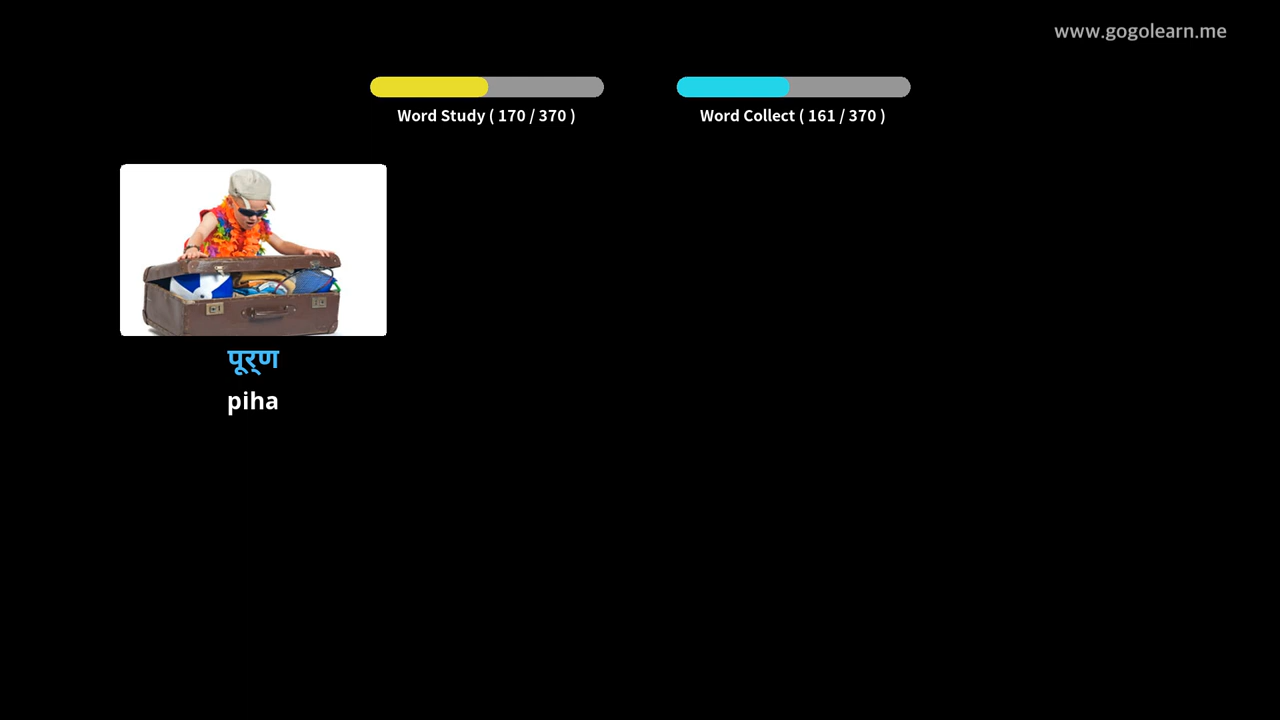 www.gogolearn.me
Word Study ( 170 / 370 )
Word Collect ( 161 / 370 )
पूर्‌ण
piha